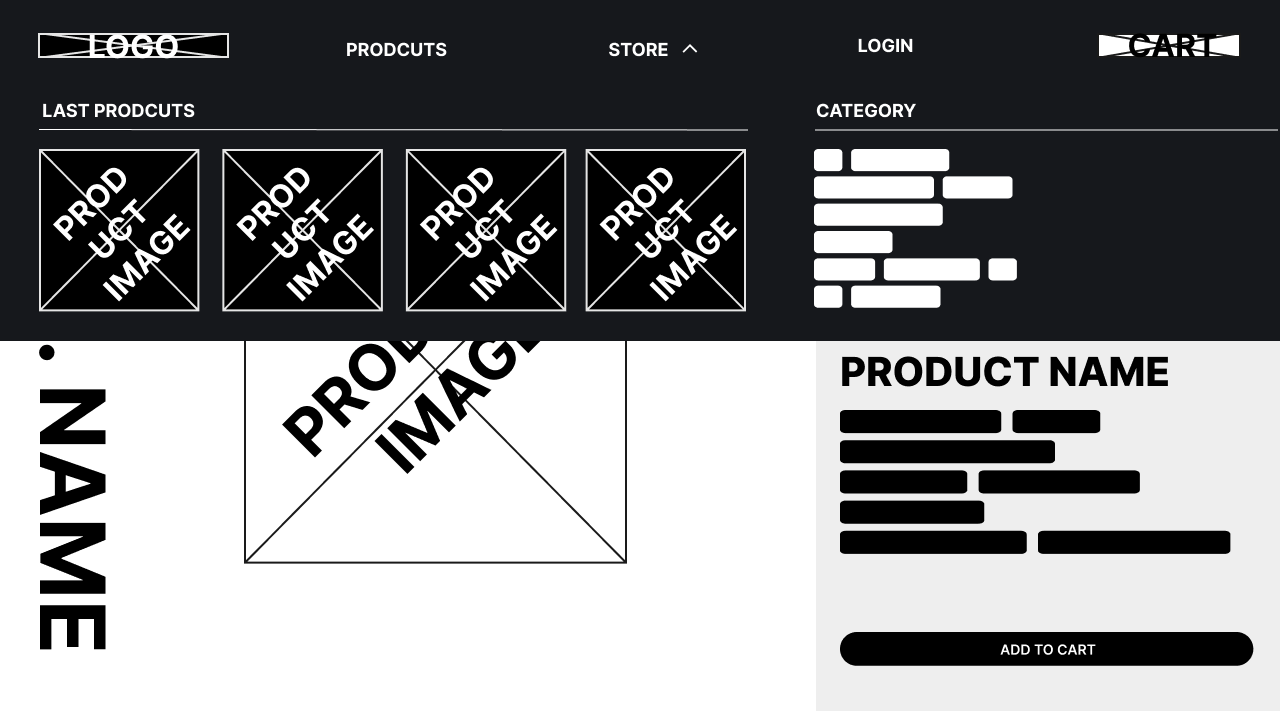 LOGO
PRODCUTS
STORE
LOGIN
CART
LAST PRODCUTS
CATEGORY
PROD
UCT
IMAGE
PROD
UCT
IMAGE
PROD
UCT
IMAGE
PROD
UCT
IMAGE
. NAME
PROD
IMAGE
PRODUCT NAME
ADD TO CART